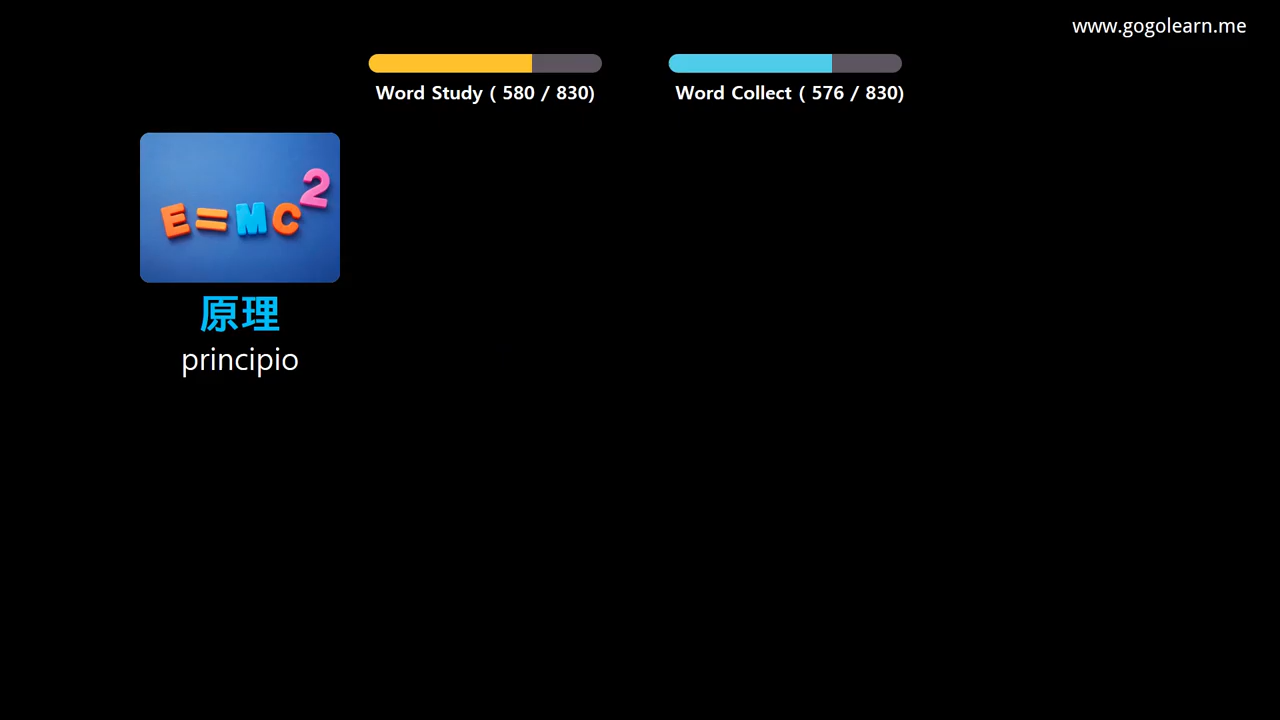 www.gogolearn.me
Word Study ( 580 / 830)
Word Collect ( 576 / 830)
E=MC²
原理
principio